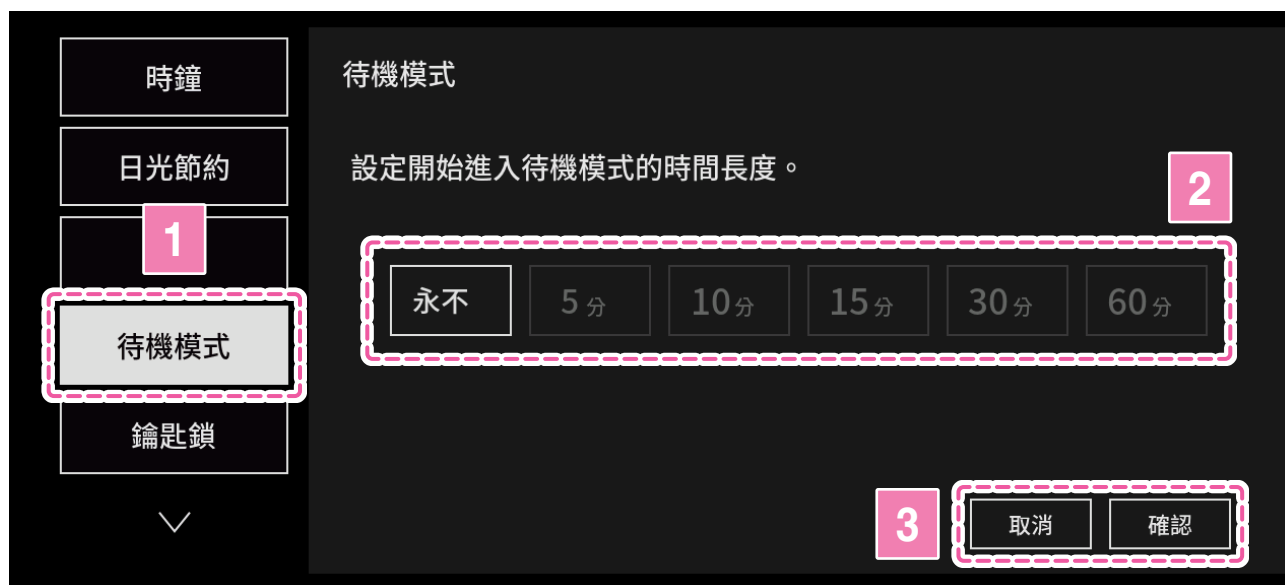 時鐘
日光節約
1
待機模式
鑰匙鎖
待機模式
設定開始進入待機模式的時間長度。
2
永不 5分 10分 15分 30分 60分
3
取消 確認